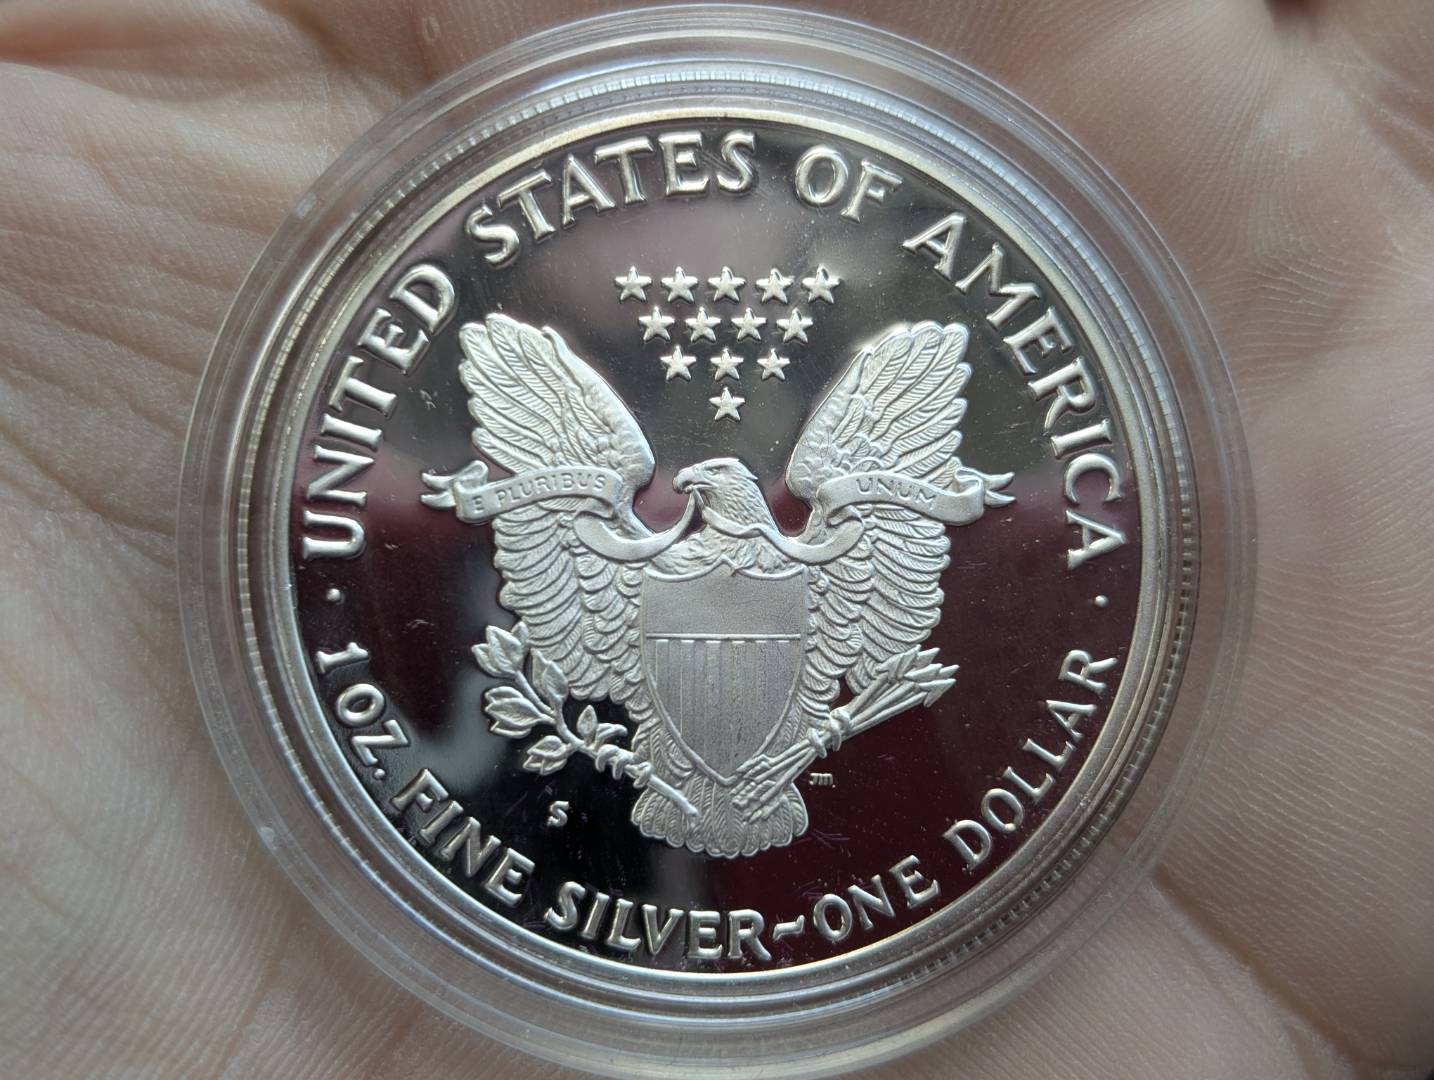 · UNITED STATES OF AMERICA ·
E PLURIBUS UNUM
JM
S
1 OZ. FINE SILVER~ONE DOLLAR